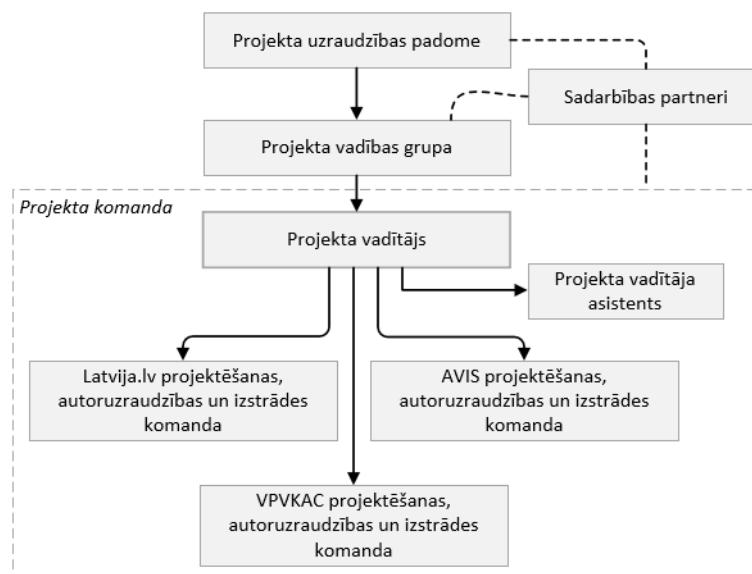 Projekta uzraudzības padome
Sadarbības partneri
Projekta vadības grupa
Projekta komanda
Projekta vadītājs
Projekta vadītāja
asistents
Latvija.lv projektēšanas,
autoruzraudzības un izstrādes
komanda
AVIS projektēšanas,
autoruzraudzības un izstrādes
komanda
VPVKAC projektēšanas,
autoruzraudzības un izstrādes
komanda